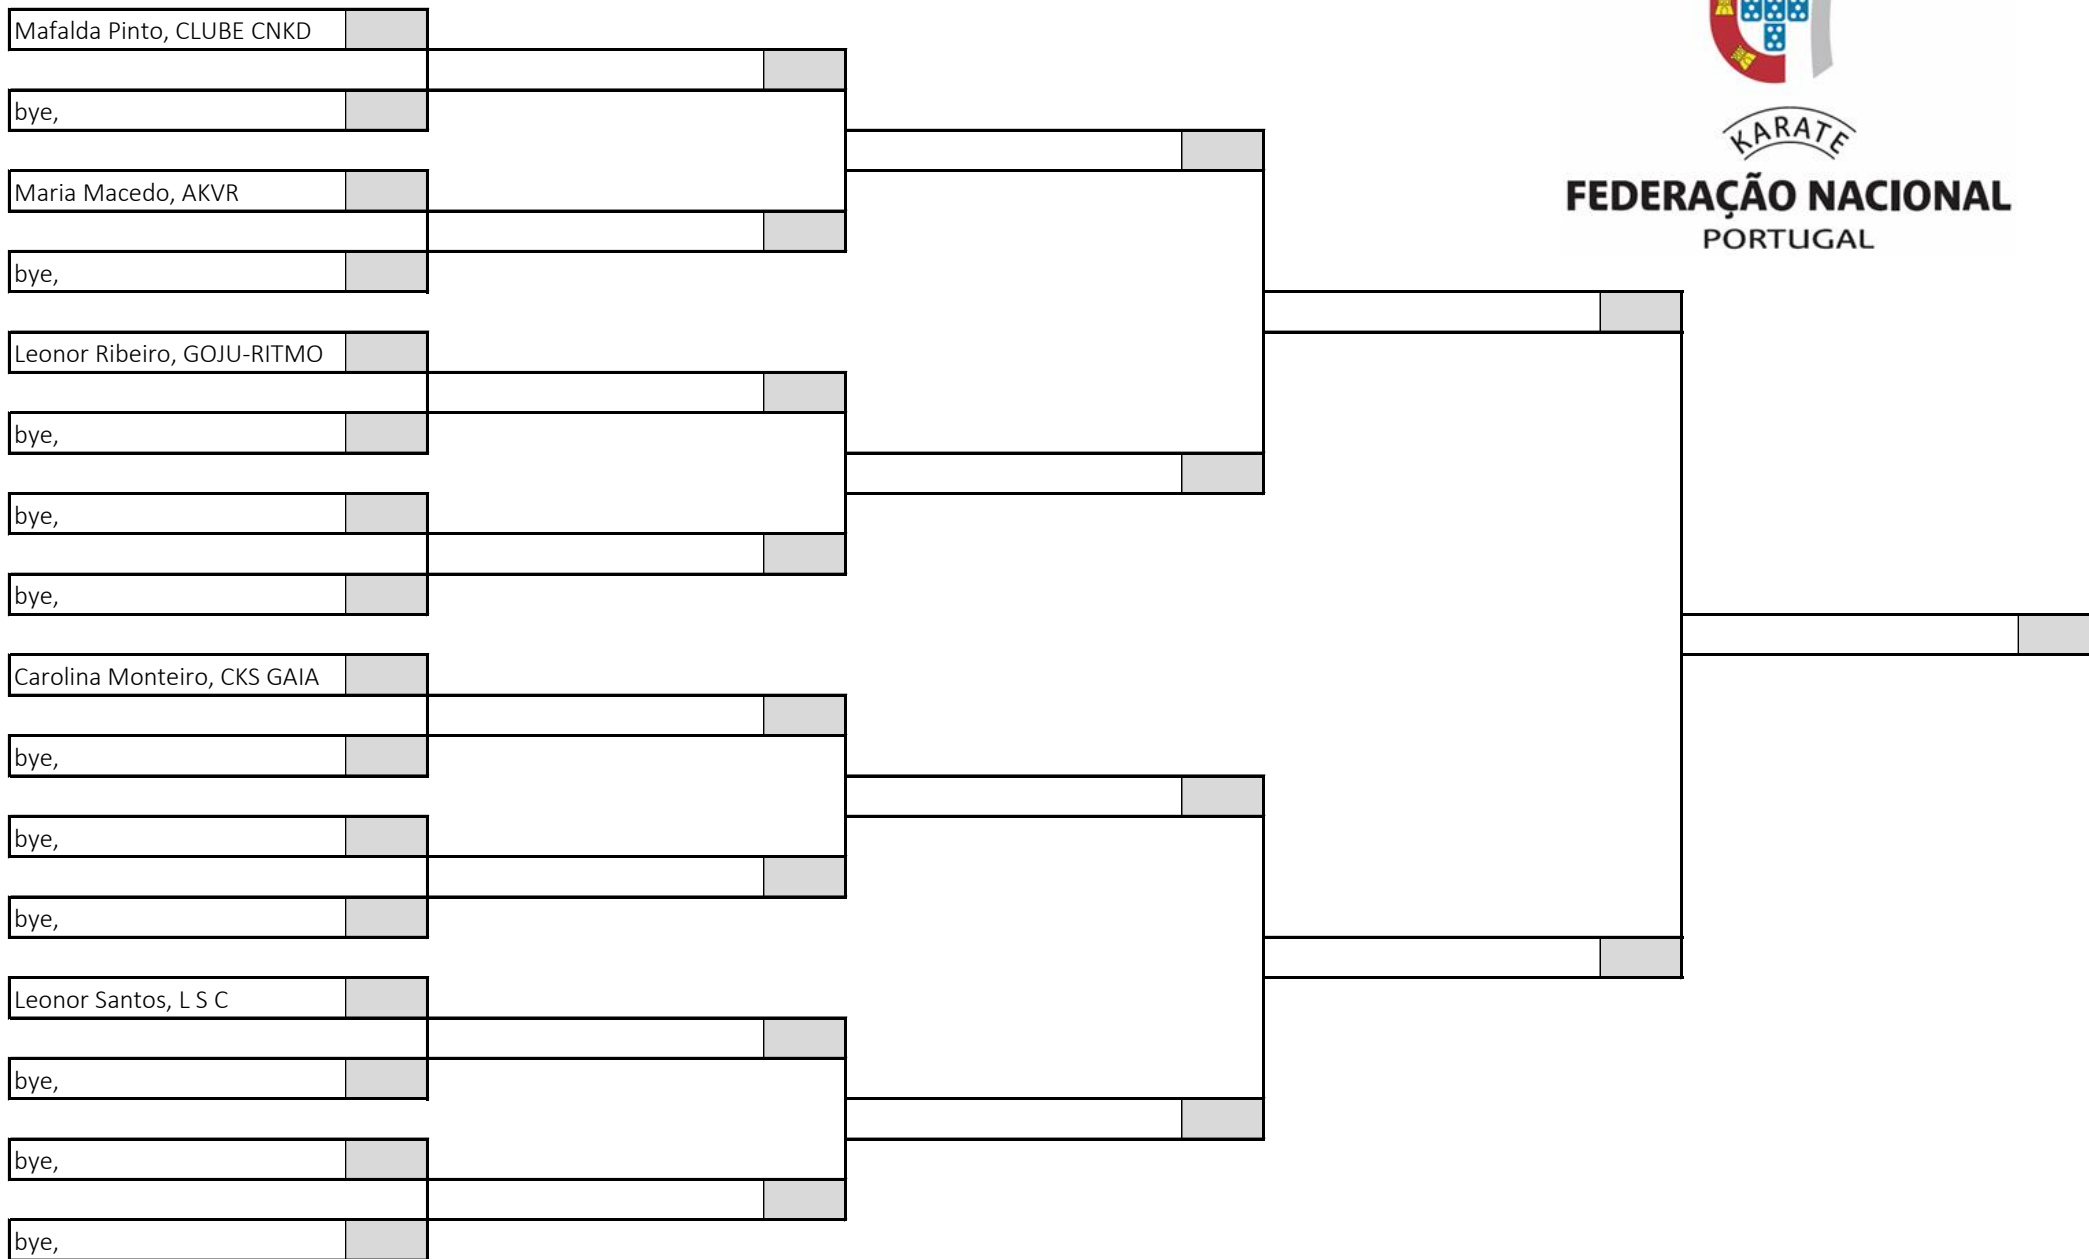 Mafalda Pinto, CLUBE CNKD
bye,
Maria Macedo, AKVR
bye,
Leonor Ribeiro, GOJU-RITMO
bye,
bye,
bye,
Carolina Monteiro, CKS GAIA
bye,
bye,
bye,
Leonor Santos, L S C
bye,
bye,
bye,
KARATE
FEDERAÇÃO NACIONAL
PORTUGAL